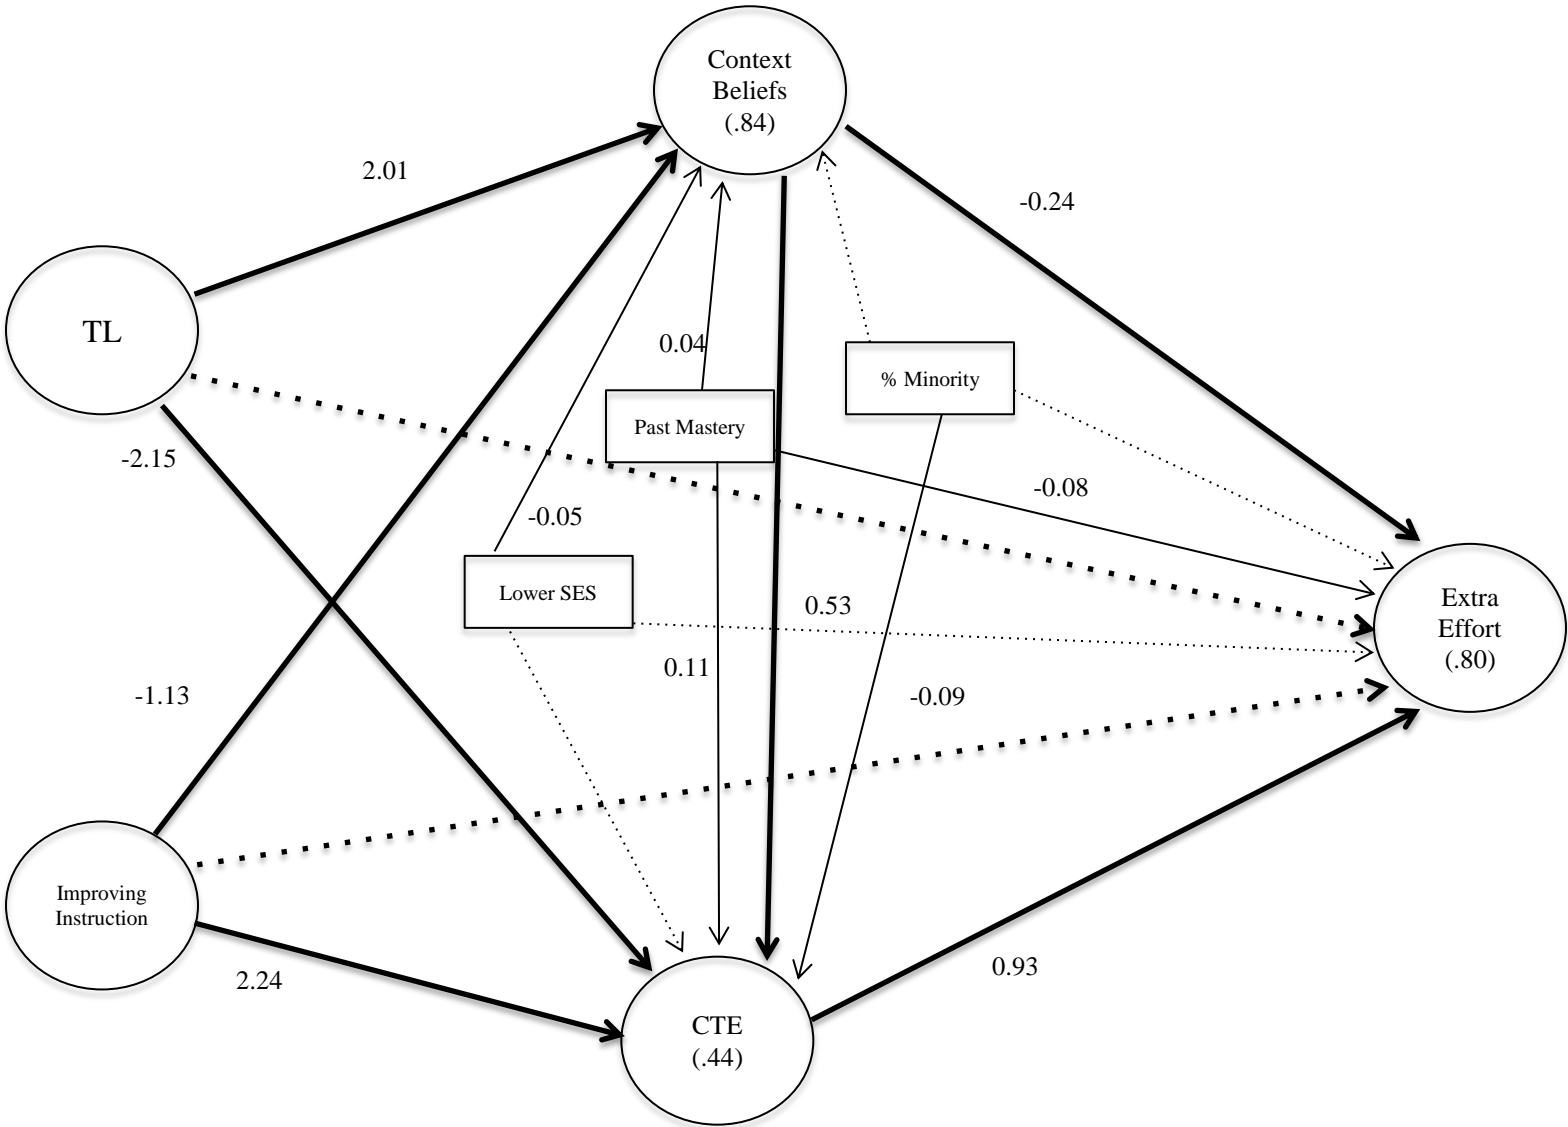 Context
Beliefs
(.84)
2.01
-0.24
TL
0.04
% Minority
Past Mastery
-2.15
-0.08
-0.05
Lower SES
0.53
Extra
Effort
(.80)
0.11
-1.13
-0.09
Improving
Instruction
2.24
0.93
CTE
(.44)